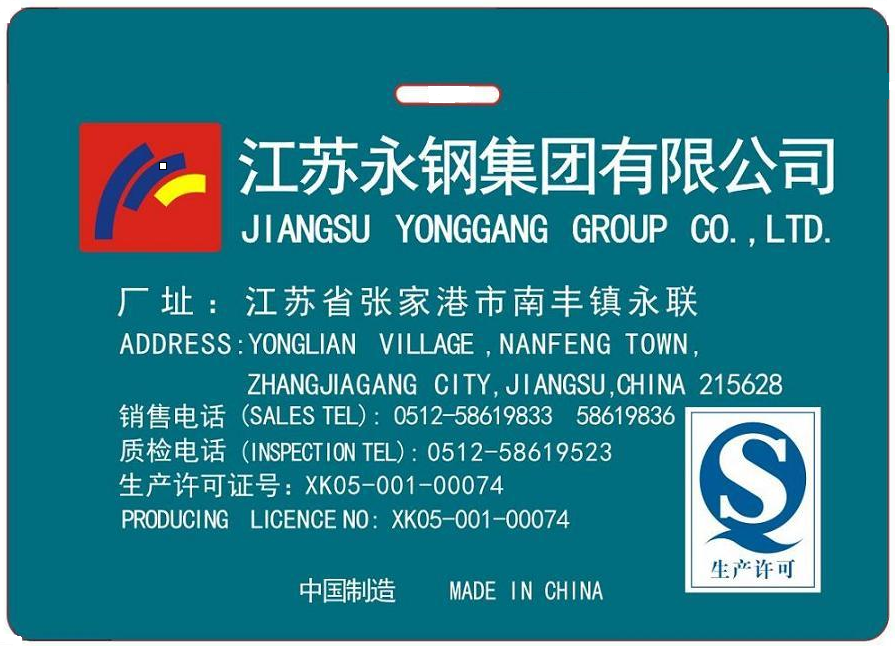 江苏永钢集团有限公司
JIANGSU YONGGANG GROUP CO.,LTD.
厂址：江苏省张家港市南丰镇永联
ADDRESS:YONGLIAN VILLAGE ,NANFENG TOWN,
ZHANGJIAGANG CITY,JIANGSU,CHINA 215628
销售电话 (SALES TEL): 0512-58619833 58619836
质检电话 (INSPECTION TEL): 0512-58619523
生产许可证号: XK05-001-00074
PRODUCING LICENCE NO: XK05-001-00074
S
生产许可
中国制造 MADE IN CHINA